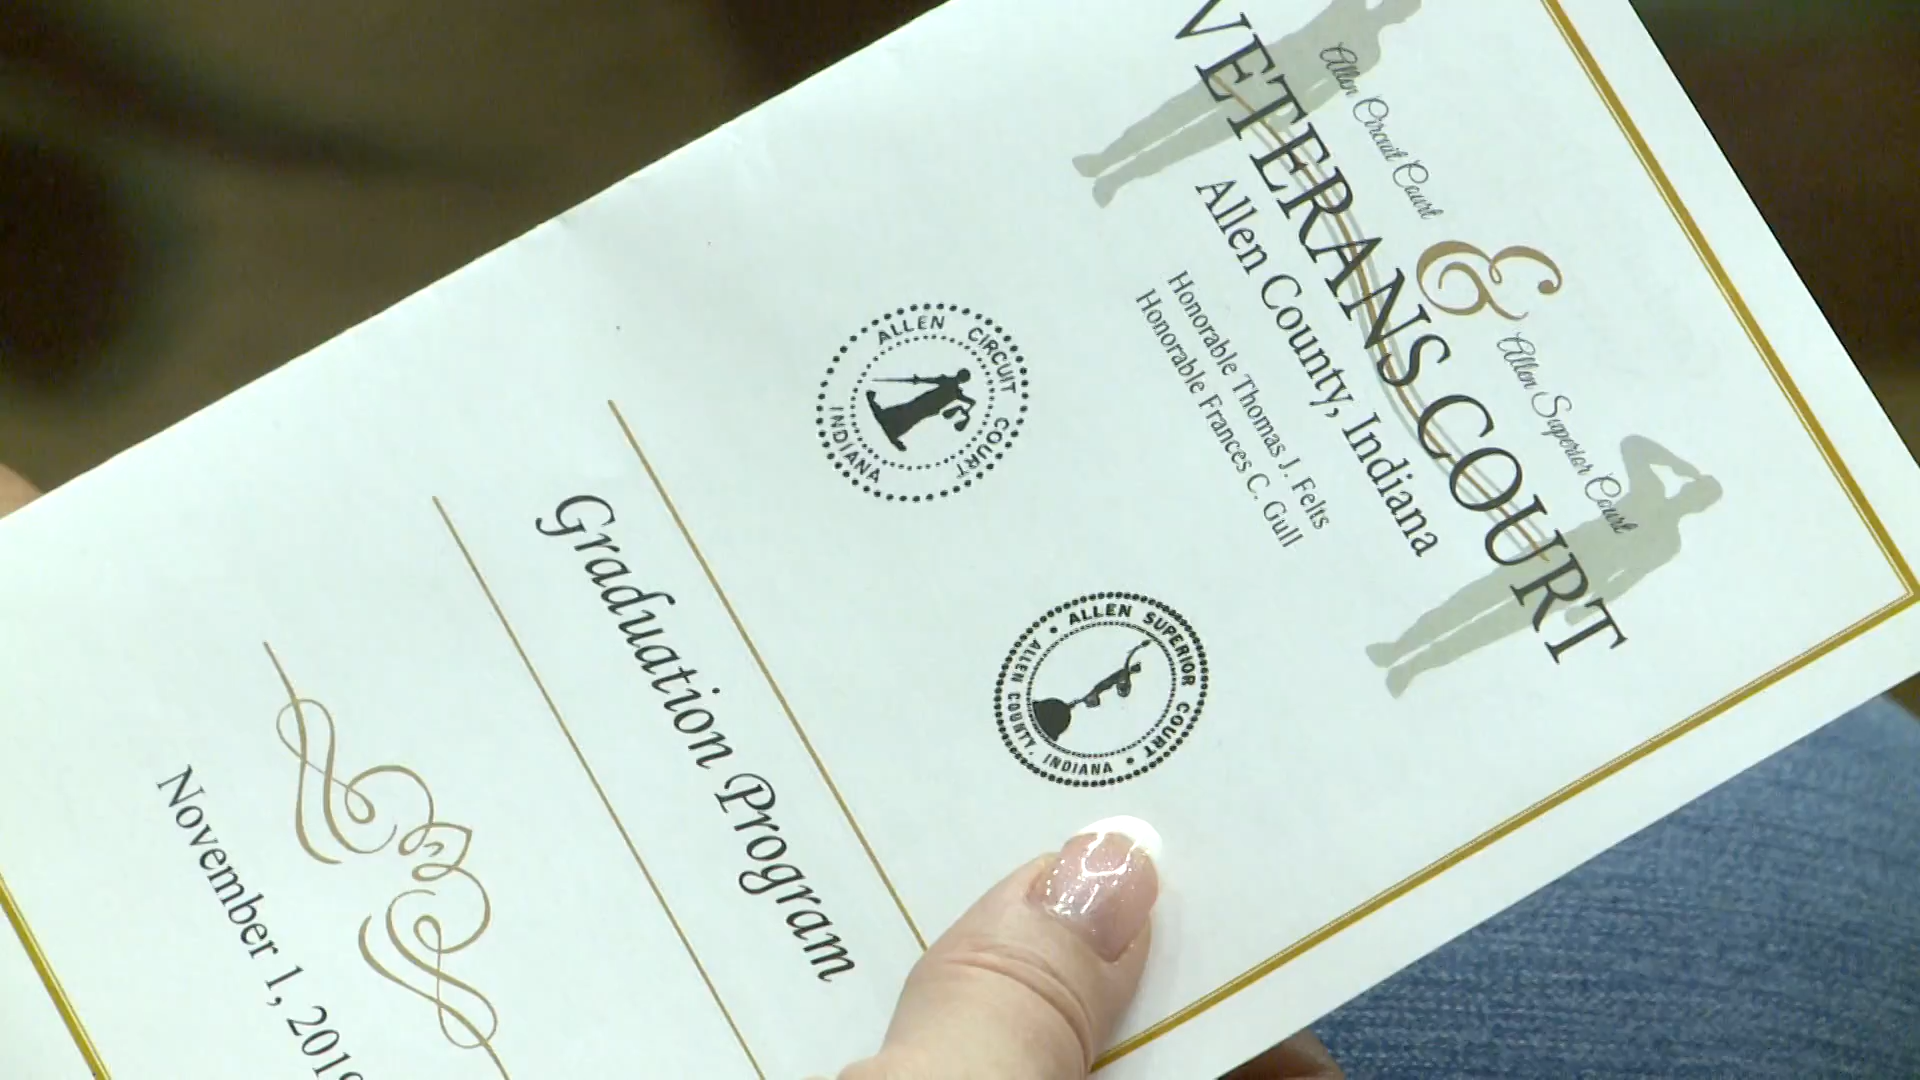 Allen Circuit Court
&
Allen Superior Court
VETERANS COURT
Allen County, Indiana
Honorable Thomas J. Felts
Honorable Frances C. Gull
ALLEN CIRCUIT COURT
INDIANA
ALLEN SUPERIOR COURT
ALLEN COUNTY, INDIANA
Graduation Program
November 1, 2019